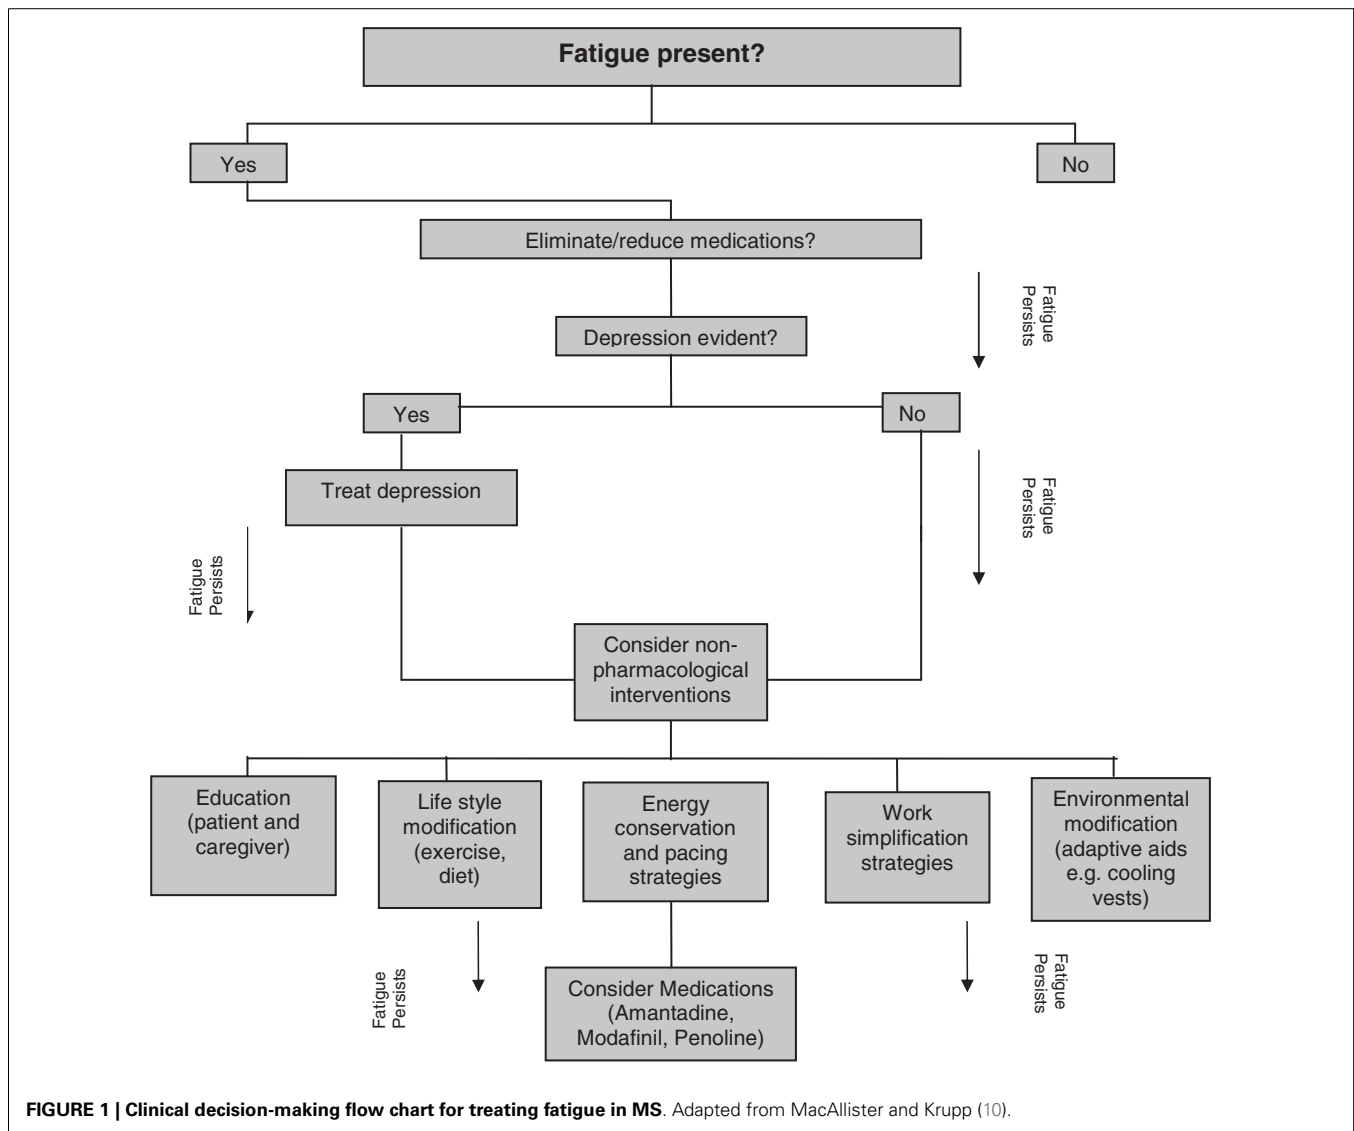 Fatigue present?
Yes
No
Eliminate/reduce medications?
Fatigue
Persists
Depression evident?
Yes
No
Treat depression
Fatigue
Persists
Fatigue
Persists
Consider non-
pharmacological
interventions
Education
(patient and
caregiver)
Life style
modification
(exercise,
diet)
Energy
conservation
and pacing
strategies
Work
simplification
strategies
Environmental
modification
(adaptive aids
e.g. cooling
vests)
Fatigue
Persists
Consider Medications
(Amantadine,
Modafinil, Penoline)
Fatigue
Persists
FIGURE 1 | Clinical decision-making flow chart for treating fatigue in MS. Adapted from MacAllister and Krupp (10).